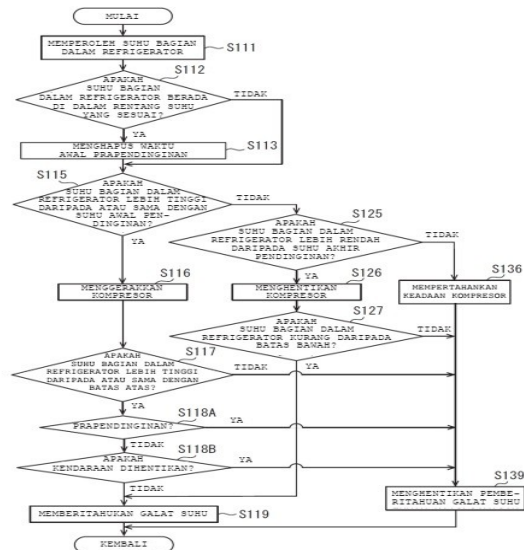 MULAI
MEMPEROLEH SUHU BAGIAN
DALAM REFRIGERATOR
S111
APAKAH
SUHU BAGIAN
DALAM REFRIGERATOR BERADA
DI DALAM RENTANG SUHU
YANG SESUAI?
S112
TIDAK
YA
MENGHAPUS WAKTU
AWAL PRAPENDINGINAN
S113
S115
APAKAH
SUHU BAGIAN DALAM
REFRIGERATOR LEBIH TINGGI
DARIPADA ATAU SAMA DENGAN
SUHU AWAL PEN-
DINGINAN?
TIDAK
YA
S125
APAKAH
SUHU BAGIAN DALAM
REFRIGERATOR LEBIH RENDAH
DARIPADA SUHU AKHIR
PENDINGINAN?
TIDAK
YA
S116
MENGGERAKKAN
KOMPRESOR
S126
MENGHENTIKAN
KOMPRESOR
S136
MEMPERTAHANKAN
KEADAAN KOMPRESOR
S127
APAKAH
SUHU BAGIAN DALAM
REFRIGERATOR KURANG DARIPADA
BATAS BAWAH?
TIDAK
YA
S117
APAKAH
SUHU BAGIAN DALAM
REFRIGERATOR LEBIH TINGGI
DARIPADA ATAU SAMA DENGAN
BATAS ATAS?
TIDAK
YA
S118A
PRAPENDINGINAN?
YA
TIDAK
S118B
APAKAH
KENDARAAN DIHENTIKAN?
YA
TIDAK
S139
MENGHENTIKAN PEMBE-
RITAHUAN GALAT SUHU
MEMBERITAHUKAN GALAT SUHU
S119
KEMBALI